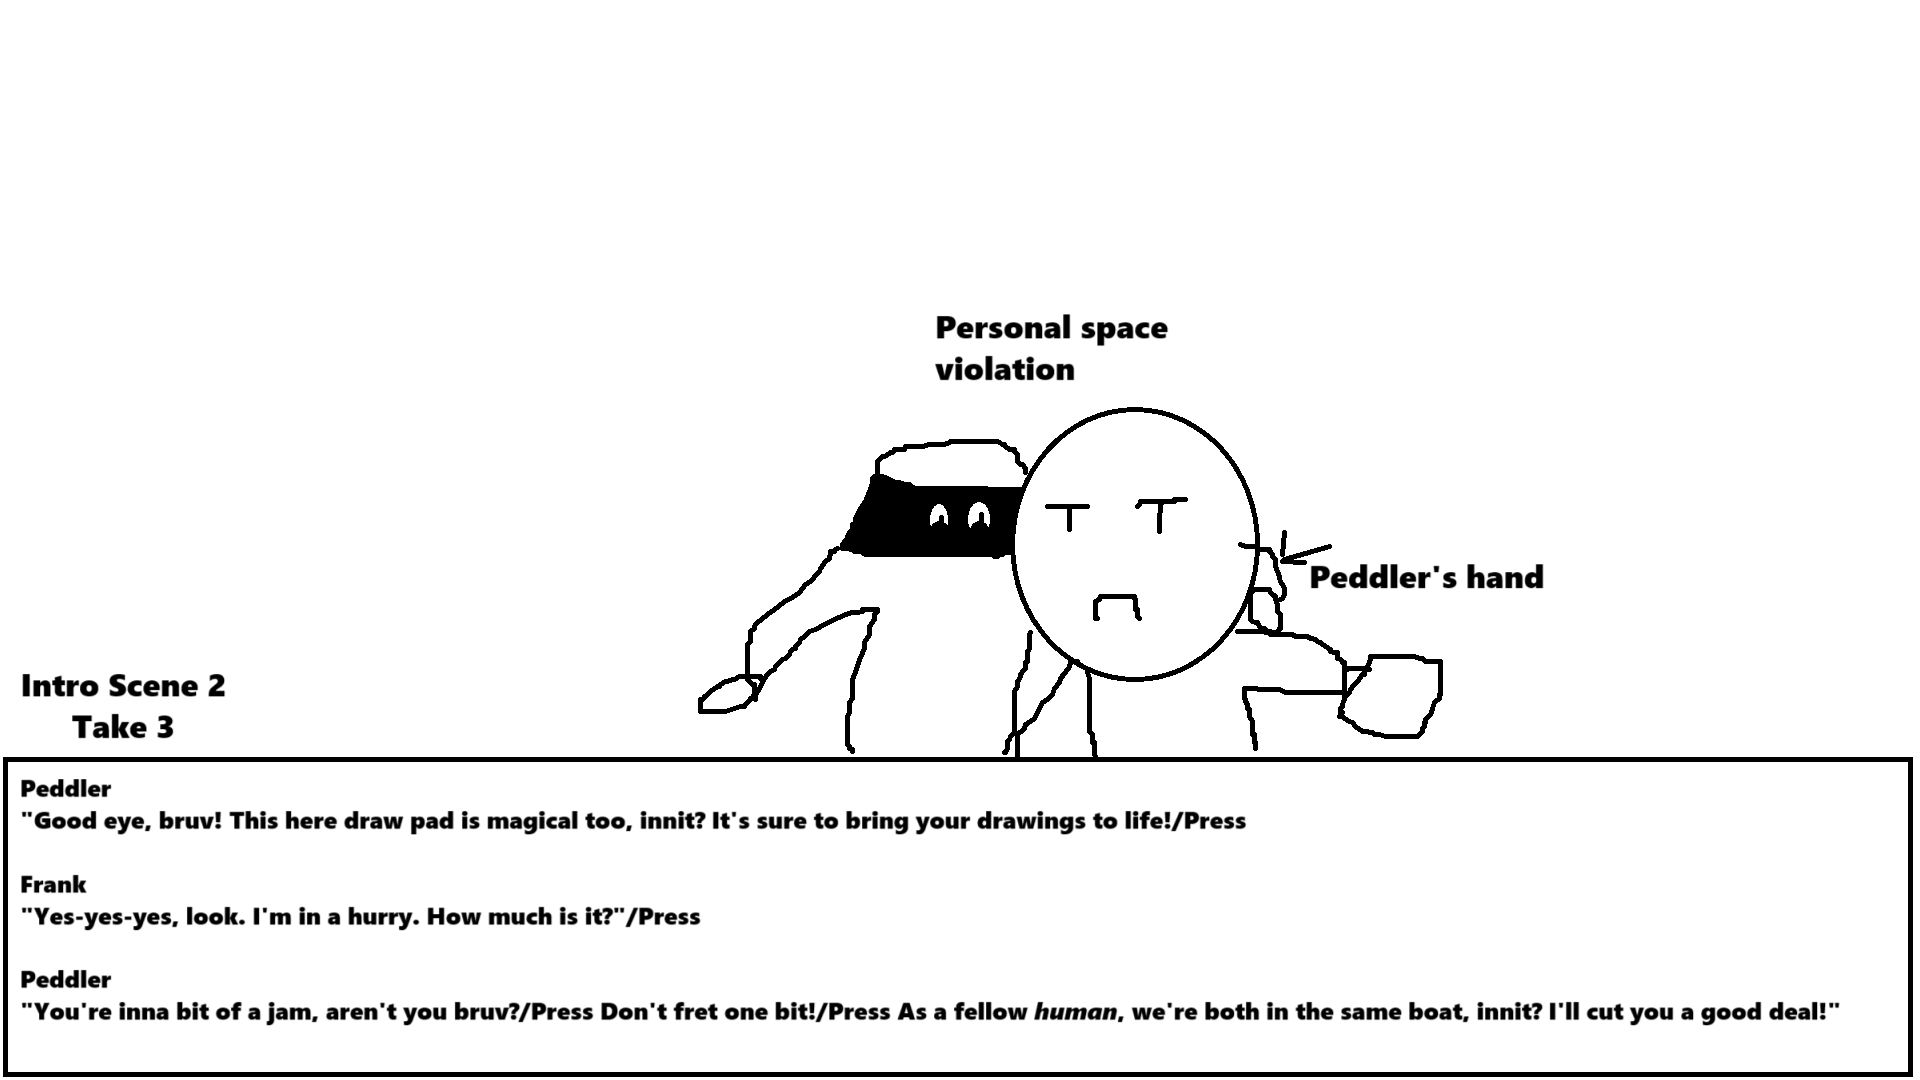 Personal space
violation
Peddler's hand
Intro Scene 2
Take 3
Peddler
"Good eye, bruv! This here draw pad is magical too, innit? It's sure to bring your drawings to life!/Press
Frank
"Yes-yes-yes, look. I'm in a hurry. How much is it?"/Press
Peddler
"You're inna bit of a jam, aren't you bruv?/Press Don't fret one bit!/Press As a fellow human, we're both in the same boat, innit? I'll cut you a good deal!"